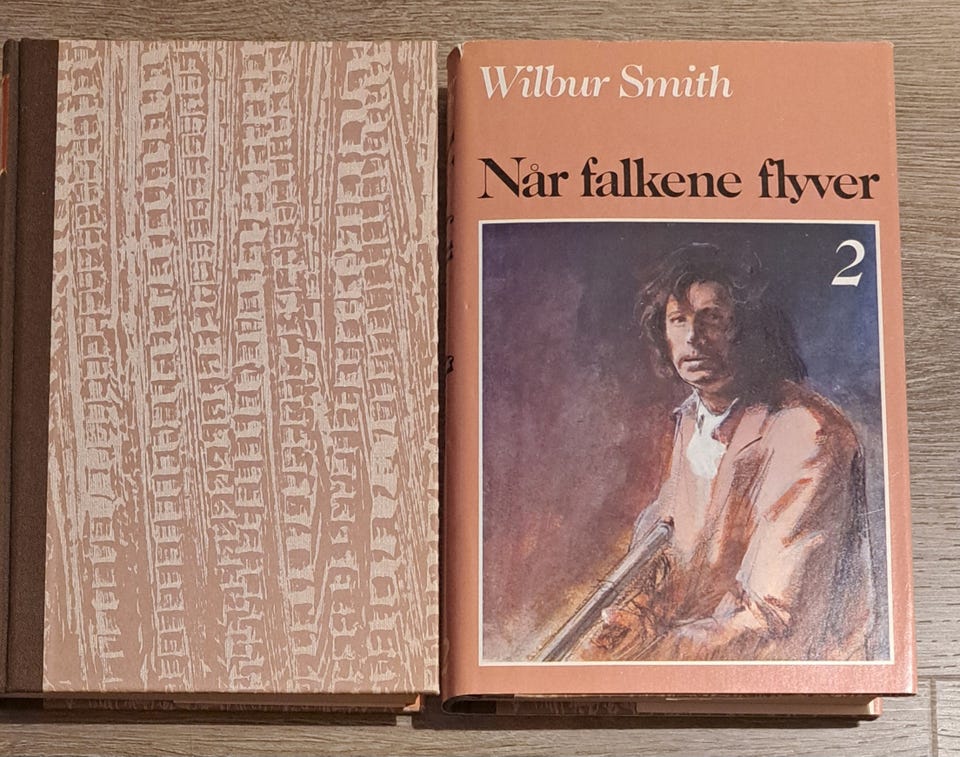 Wilbur Smith
Når falkene flyver
2